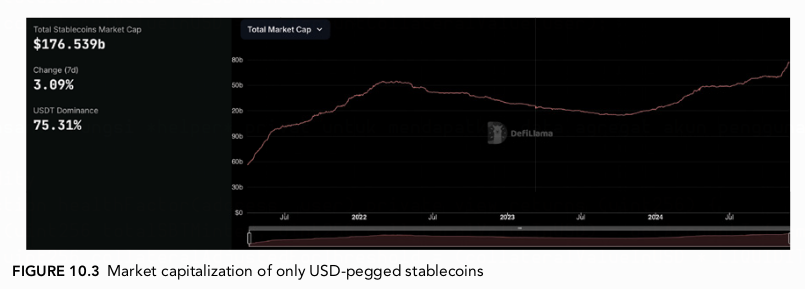 Total Stablecoins Market Cap
$176.539b
Change (7d)
3.09%
USDT Dominance
75.31%
Total Market Cap
80b
50b
20b
90b
60b
30b
$0
DefiLlama
Jul
2022
Jul
2023
Jul
2024
Jul
FIGURE 10.3 Market capitalization of only USD-pegged stablecoins